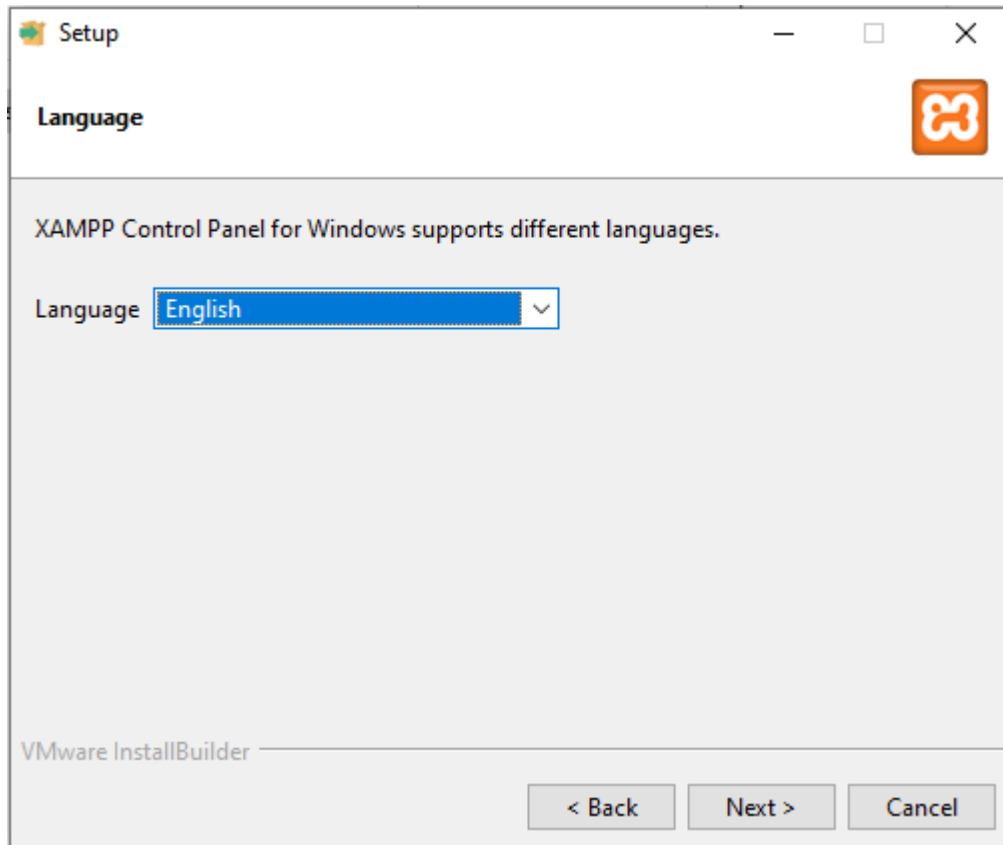 Setup
Language
XAMPP Control Panel for Windows supports different languages.
Language English
VMware InstallBuilder
< Back Next > Cancel